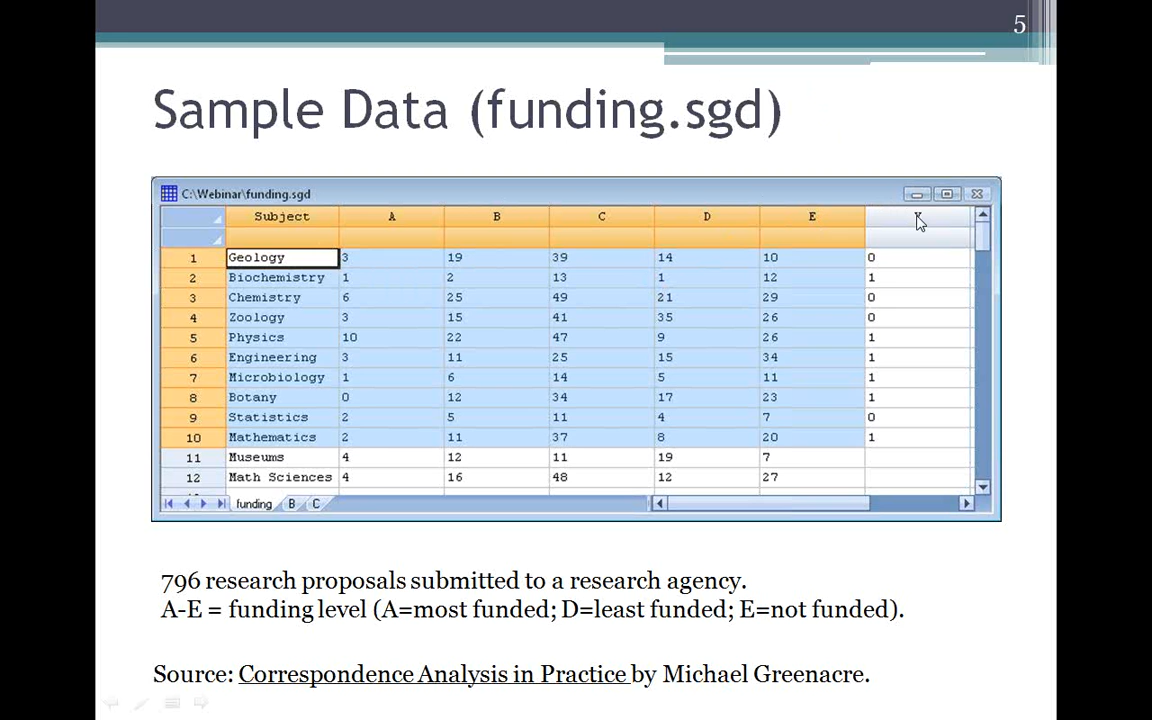 5
Sample Data (funding.sgd)
C:\Webinar\funding.sgd
Subject A B C D E
1 Geology 3 19 39 14 10 0
2 Biochemistry 1 2 13 1 12 1
3 Chemistry 6 25 49 21 29 0
4 Zoology 3 15 41 35 26 0
5 Physics 10 22 47 9 26 1
6 Engineering 3 11 25 15 34 1
7 Microbiology 1 6 14 5 11 1
8 Botany 0 12 34 17 23 1
9 Statistics 2 5 11 4 7 0
10 Mathematics 2 11 37 8 20 1
11 Museums 4 12 11 19 7
12 Math Sciences 4 16 48 12 27
funding B C
796 research proposals submitted to a research agency.
A-E = funding level (A=most funded; D=least funded; E=not funded).
Source: Correspondence Analysis in Practice by Michael Greenacre.